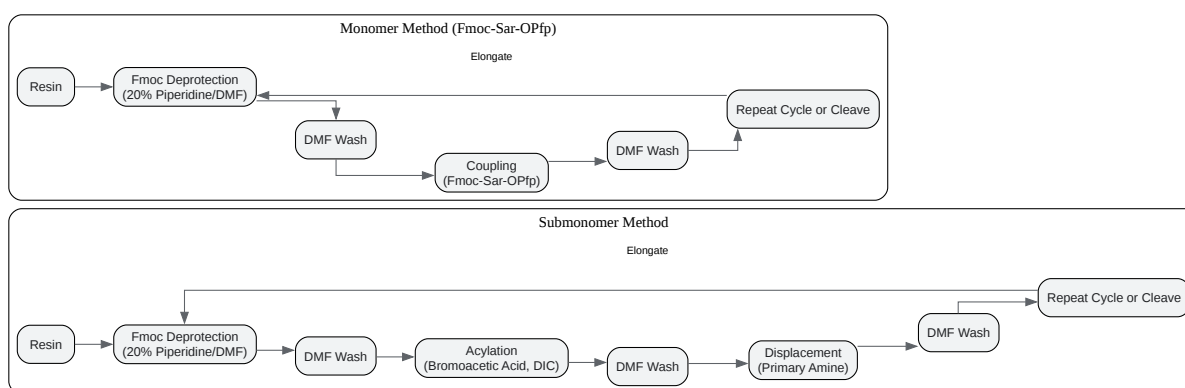 Monomer Method (Fmoc-Sar-OPfp)
Elongate
Resin
Fmoc Deprotection
(20% Piperidine/DMF)
DMF Wash
Coupling
(Fmoc-Sar-OPfp)
DMF Wash
Repeat Cycle or Cleave
Submonomer Method
Elongate
Resin
Fmoc Deprotection
(20% Piperidine/DMF)
DMF Wash
Acylation
(Bromoacetic Acid, DIC)
DMF Wash
Displacement
(Primary Amine)
DMF Wash
Repeat Cycle or Cleave